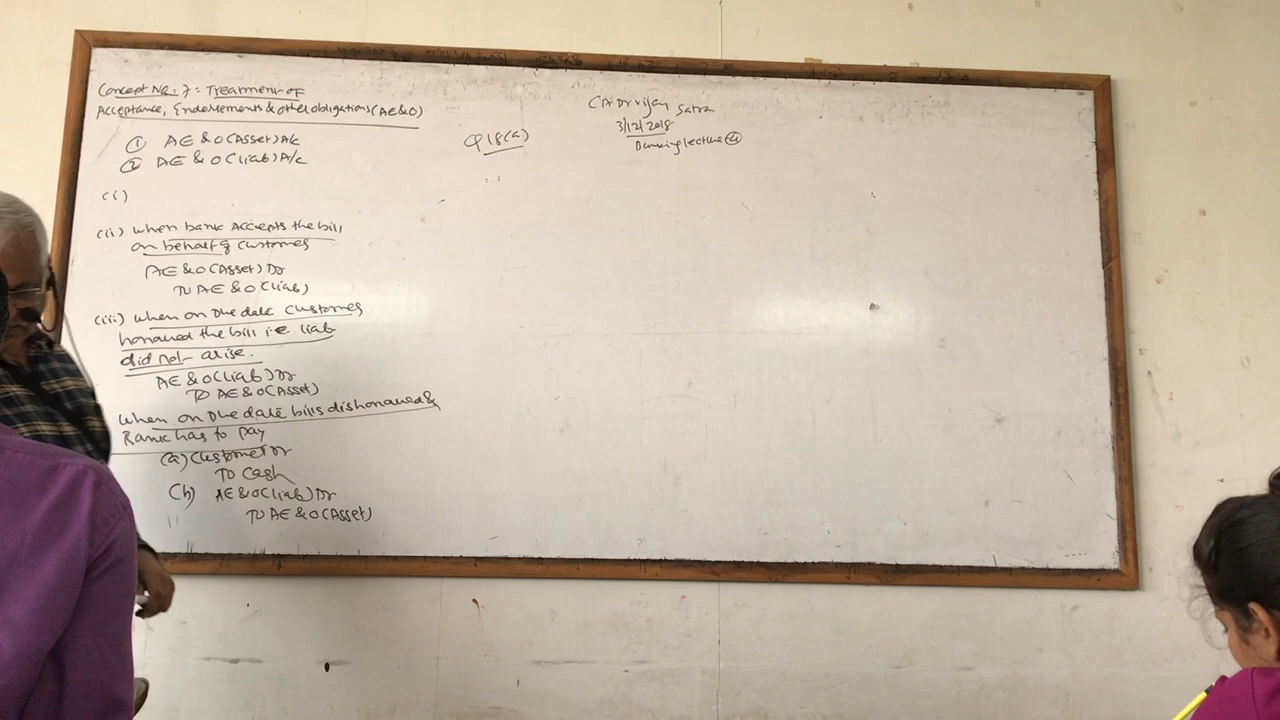 Concept No. 7: Treatment of
Acceptance, Endorsements & other obligations (AE&O)
① AE & O (Asset) A/c
② AE & O (Liab) A/c
(i)
(ii) When bank Accepts the bill
on behalf of customer
AE & O (Asset) Dr
To AE & O (Liab)
(iii) When on Due date customer
honoured the bill i.e liab
did not arise.
AE & O (Liab) Dr
To AE & O (Asset)
When on Due date bills dishonoured &
Bank has to pay
(a) Customer Dr
To Cash
(b) AE & O (Liab) Dr
To AE & O (Asset)
Q 18 (a)
CA Dr Vijay Satra
3/12/2018
Banking lecture